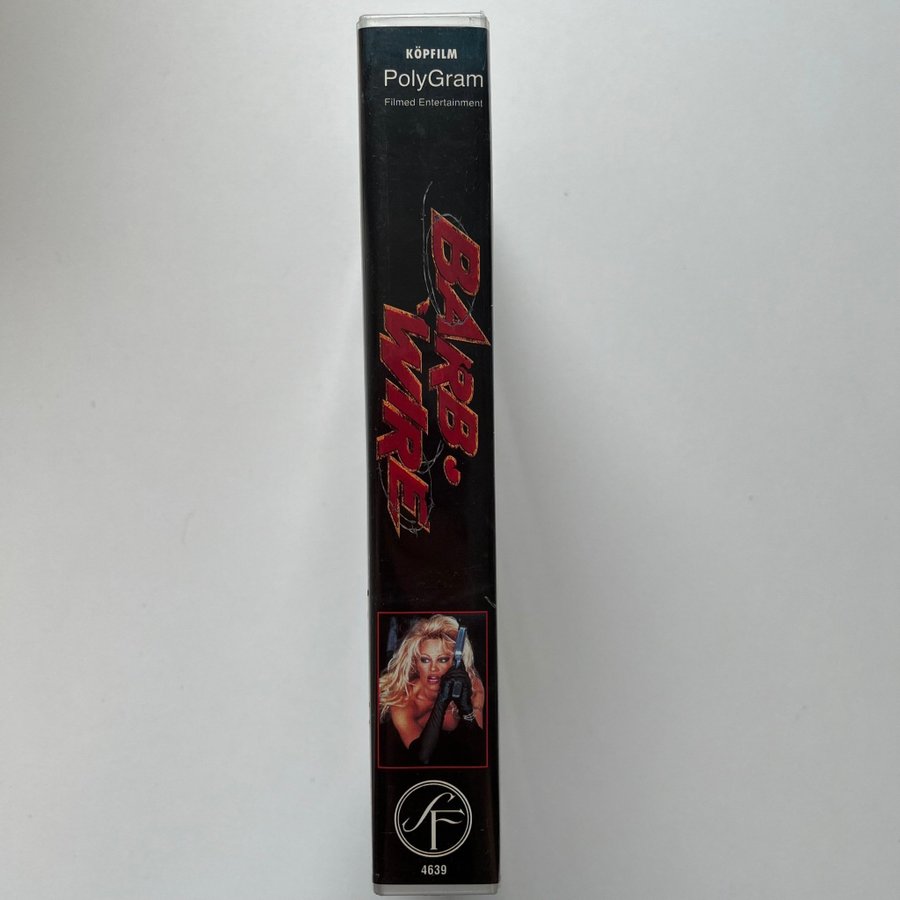 KÖPFILM
PolyGram
Filmed Entertainment
BARB
WIRE
SF
4639